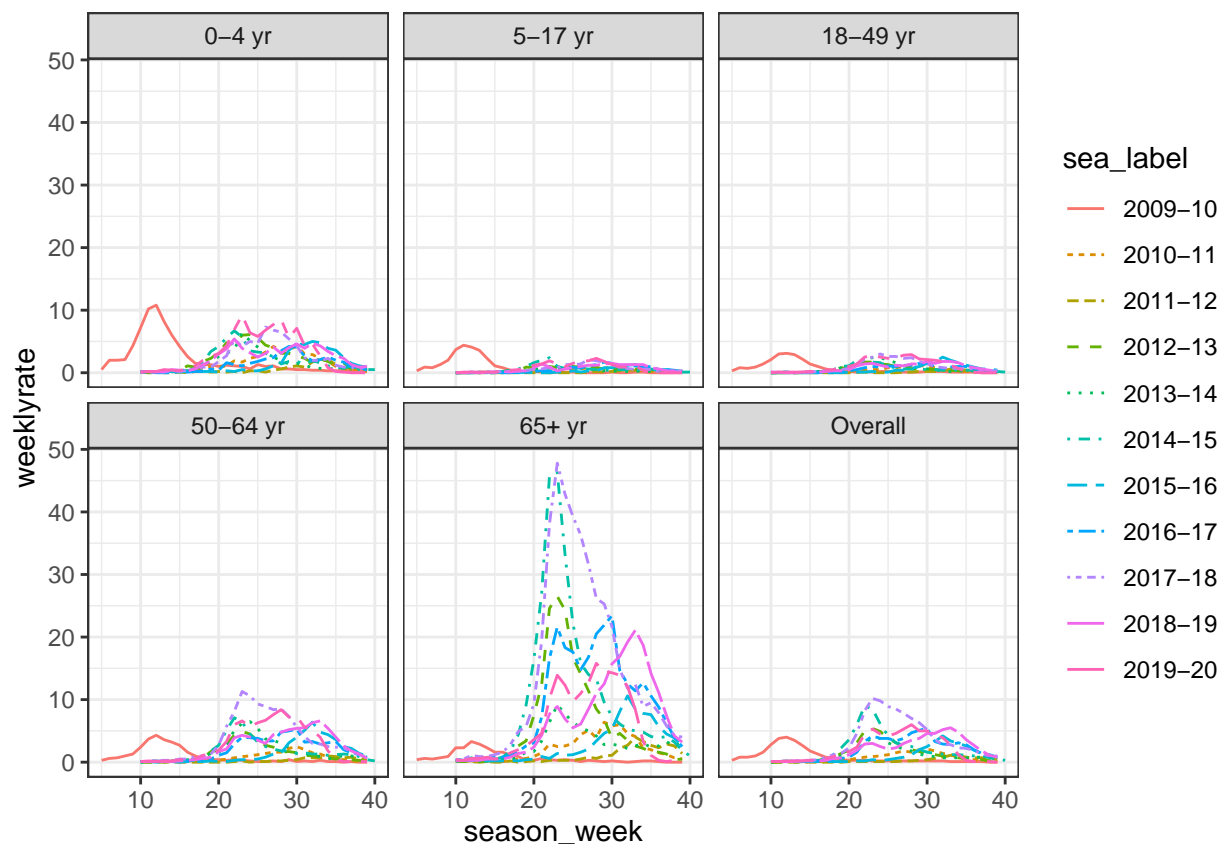 0−4 yr
5−17 yr
18−49 yr
50
40
30
20
10
0
50−64 yr
65+ yr
Overall
50
40
30
20
10
0
10 20 30 40
10 20 30 40
10 20 30 40
season_week
weeklyrate
sea_label
2009−10
2010−11
2011−12
2012−13
2013−14
2014−15
2015−16
2016−17
2017−18
2018−19
2019−20